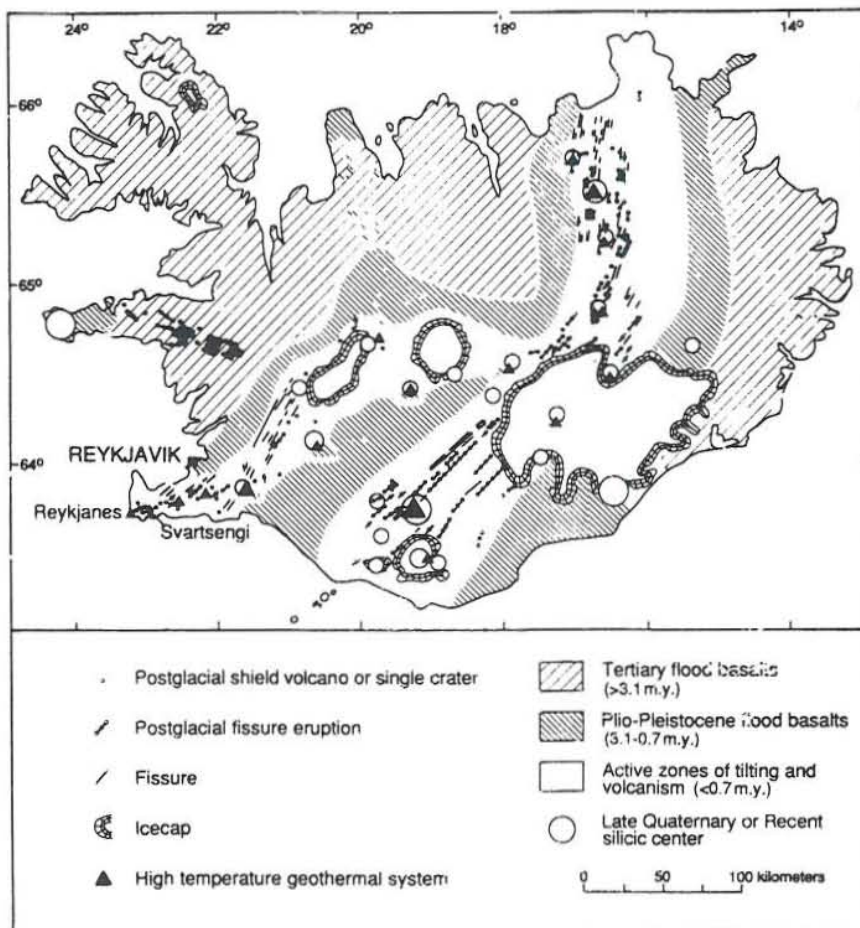 24° 22° 20° 18° 14°
66°
65°
64°
REYKJAVIK
Reykjanes
Svartsengi
Postglacial shield volcano or single crater
Postglacial fissure eruption
Fissure
Icecap
High temperature geothermal system
Tertiary flood basalts
(>3.1 m.y.)
Plio-Pleistocene flood basalts
(3.1-0.7 m.y.)
Active zones of tilting and
volcanism (<0.7 m.y.)
Late Quaternary or Recent
silicic center
0 50 100 kilometers